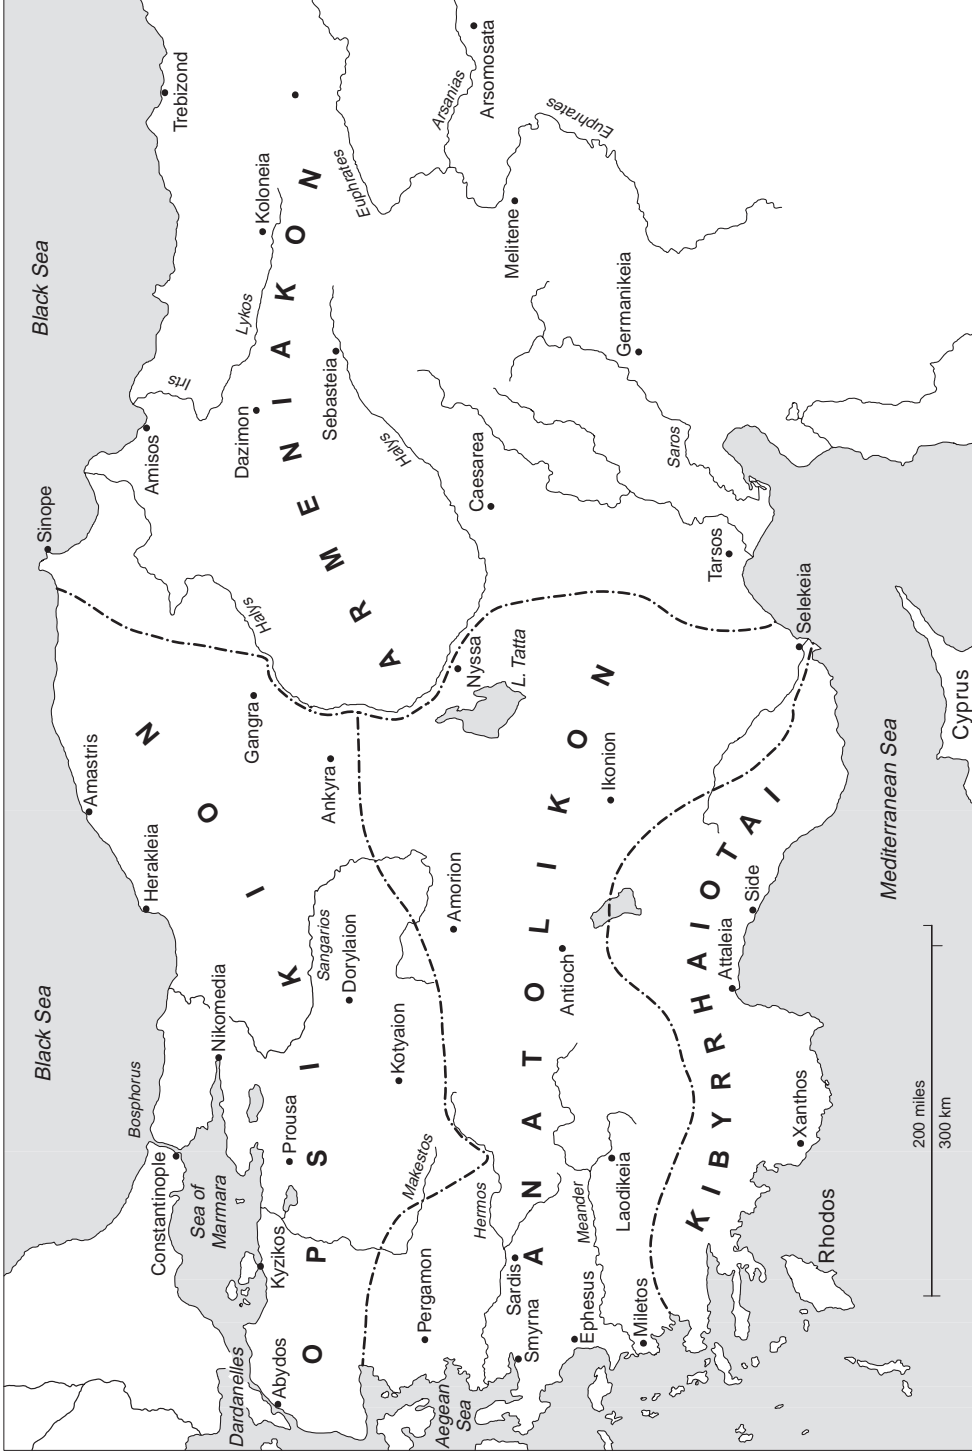 Black Sea
Black Sea
Sinope
Trebizond
Amastris
Herakleia
Amisos
Iris
Bosphorus
Constantinople
Sea of
Marmara
Nikomedia
Gangra
Halys
Dazimon
Lykos
Koloneia
Dardanelles
Abydos
Kyzikos
Prousa
OPSIKION
Sangarios
Dorylaion
Ankyra
ARMENIAKON
Sebasteia
Halys
Euphrates
Kotyaion
Makestos
Pergamon
Aegean
Sea
Amorion
Arsanias
Arsomosata
Nyssa
L. Tatta
Caesarea
Melitene
Euphrates
Hermos
Sardis
Smyrna
ANATOLIKON
Antioch
Ikonion
Ephesus
Meander
Laodikeia
Miletos
Germanikeia
Saros
Tarsos
Selekeia
KIBYRRHAIOTAI
Attaleia
Side
Xanthos
Rhodos
Mediterranean Sea
Cyprus
200 miles
300 km